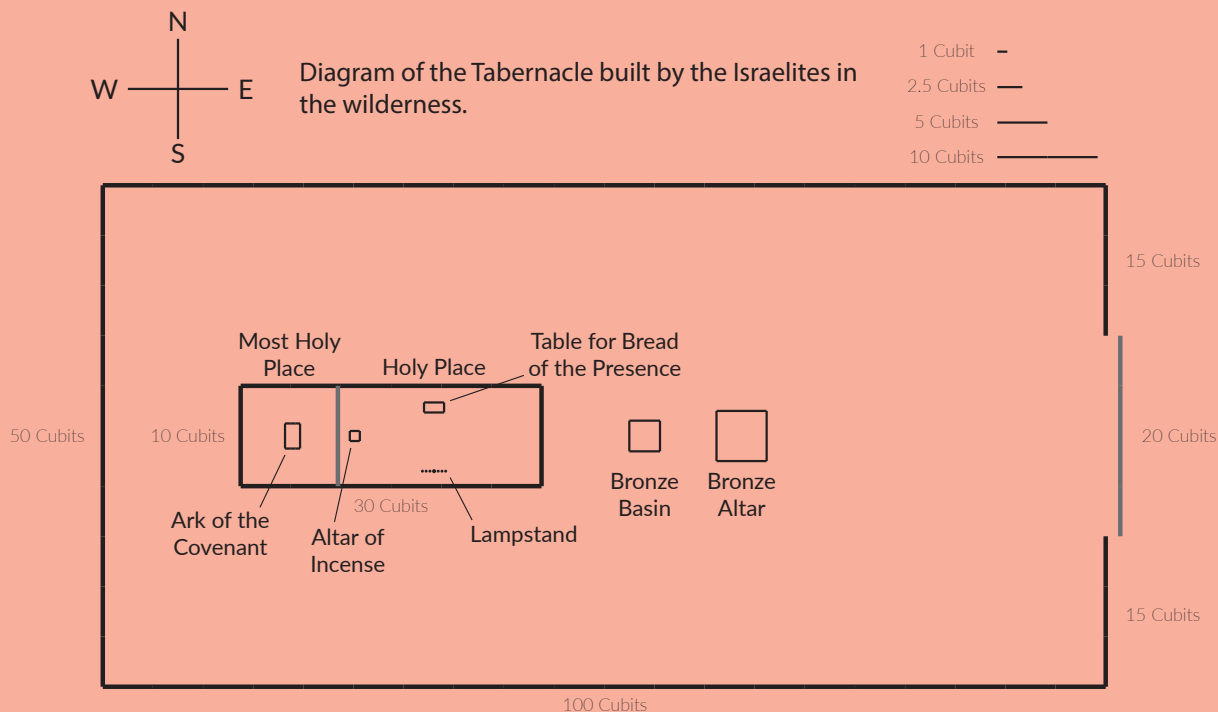 N
W
E
S
Diagram of the Tabernacle built by the Israelites in
the wilderness.
1 Cubit
2.5 Cubits
5 Cubits
10 Cubits
15 Cubits
Most Holy
Place
Holy Place
Table for Bread
of the Presence
50 Cubits
10 Cubits
20 Cubits
Bronze
Basin
Bronze
Altar
30 Cubits
Ark of the
Covenant
Altar of
Incense
Lampstand
15 Cubits
100 Cubits